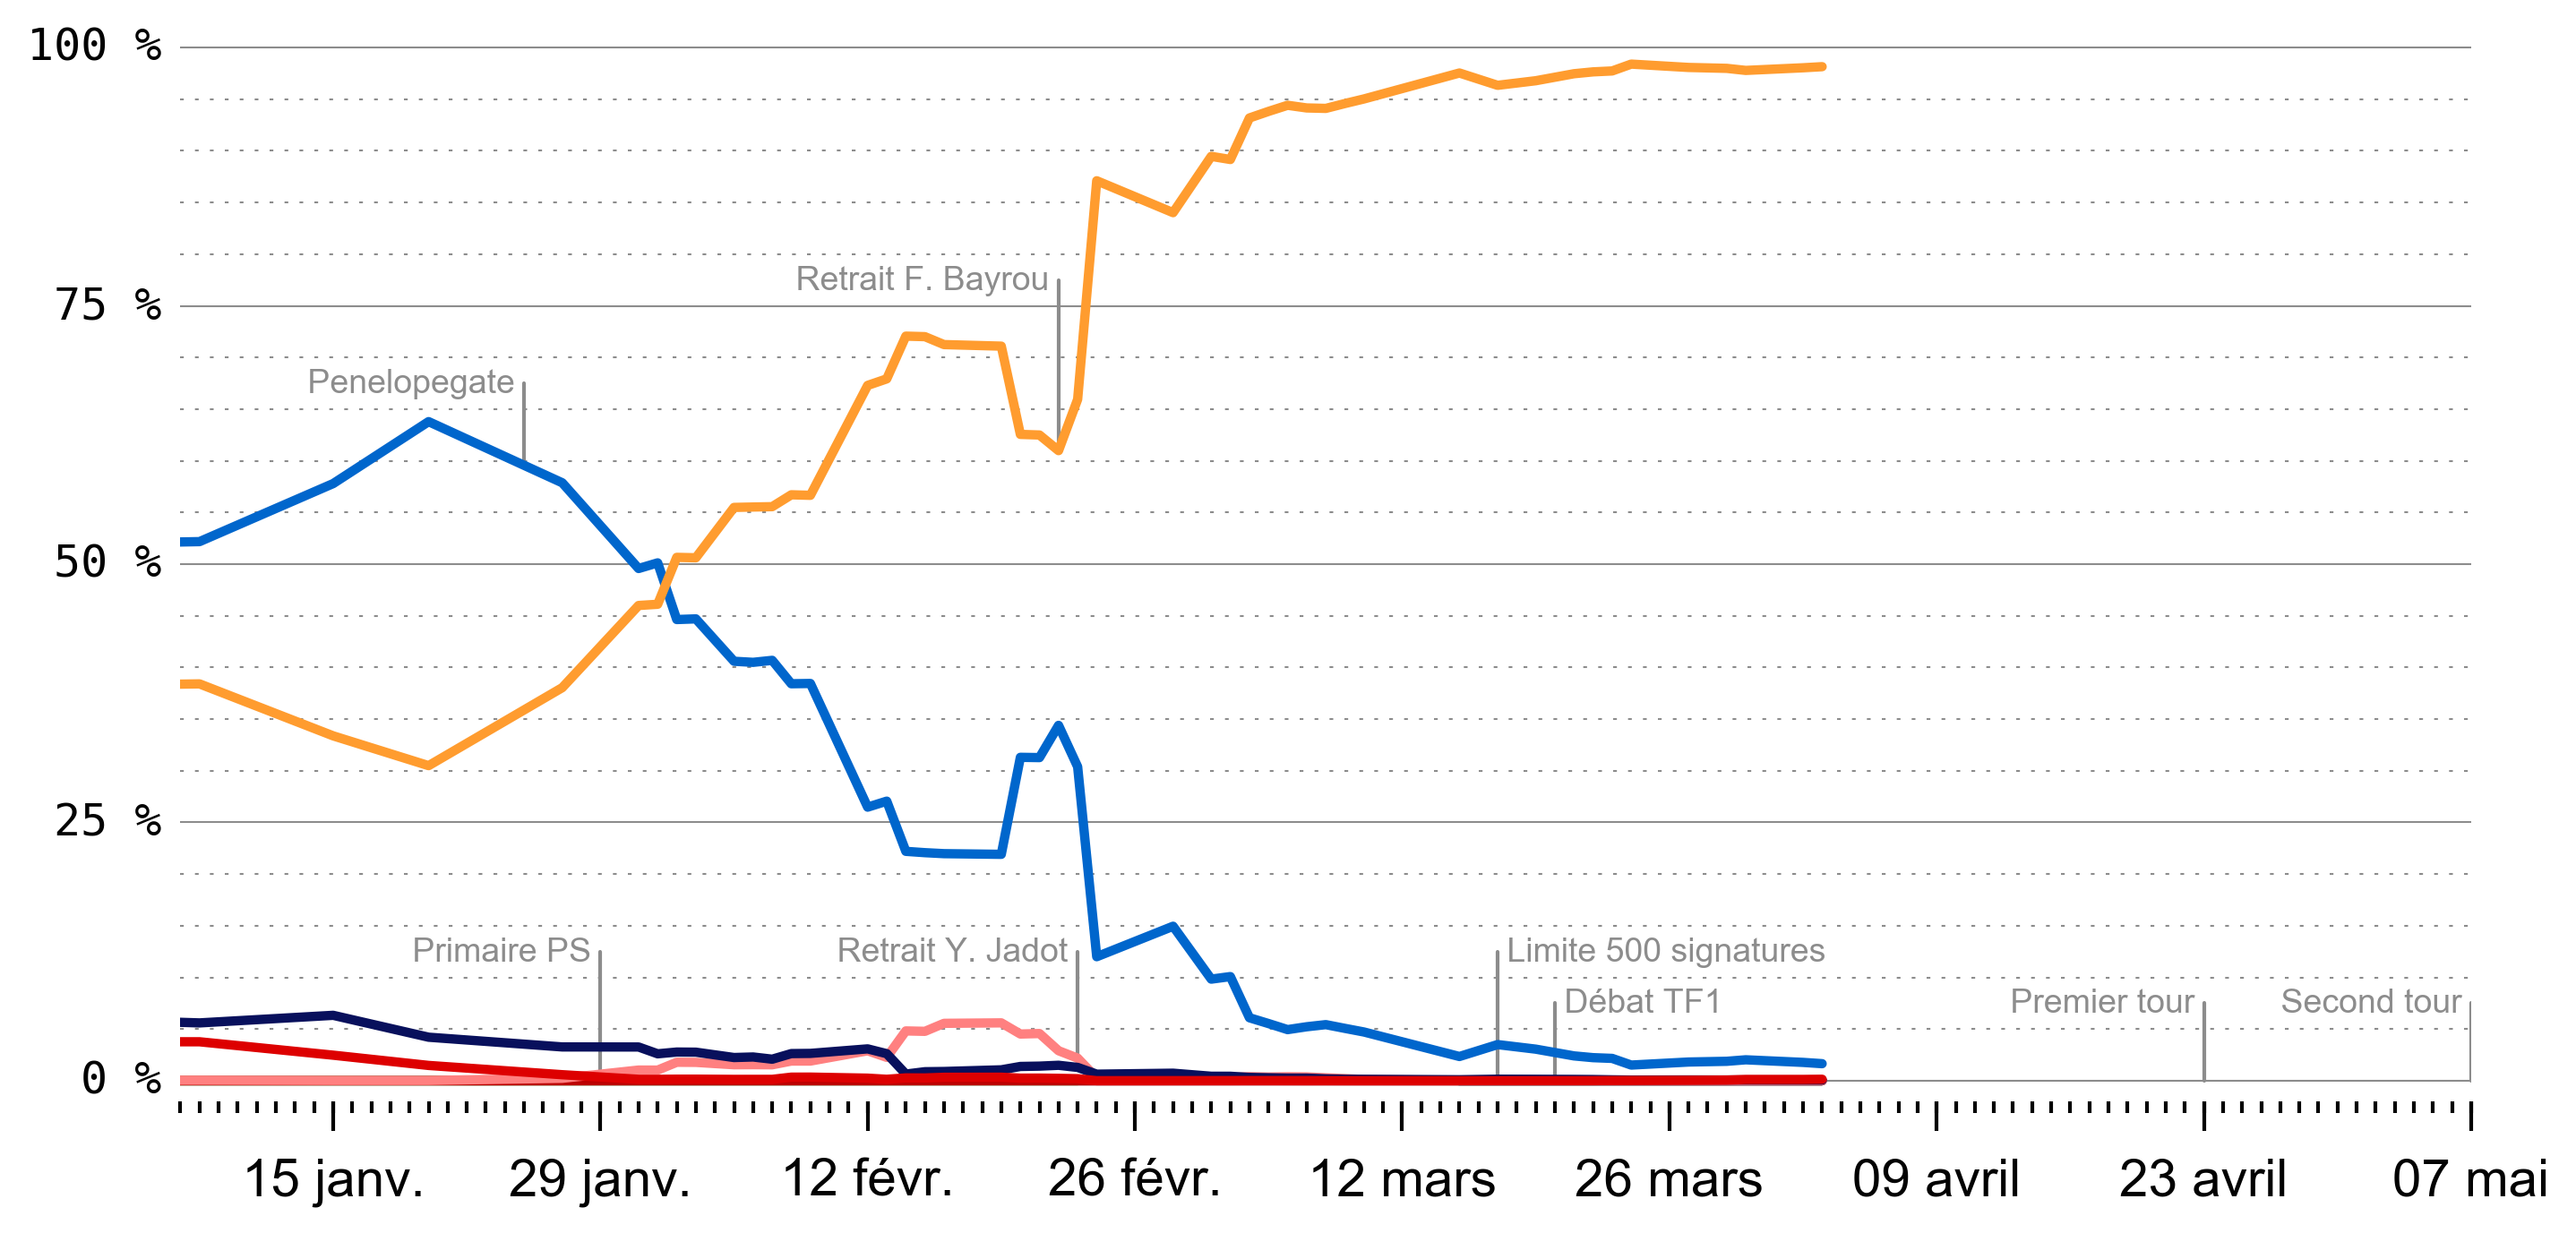 100 %
Retrait F. Bayrou
75 %
Penelopegate
50 %
25 %
Primaire PS
Retrait Y. Jadot
Limite 500 signatures
Débat TF1
Premier tour
Second tour
0 %
15 janv.
29 janv.
12 févr.
26 févr.
12 mars
26 mars
09 avril
23 avril
07 mai